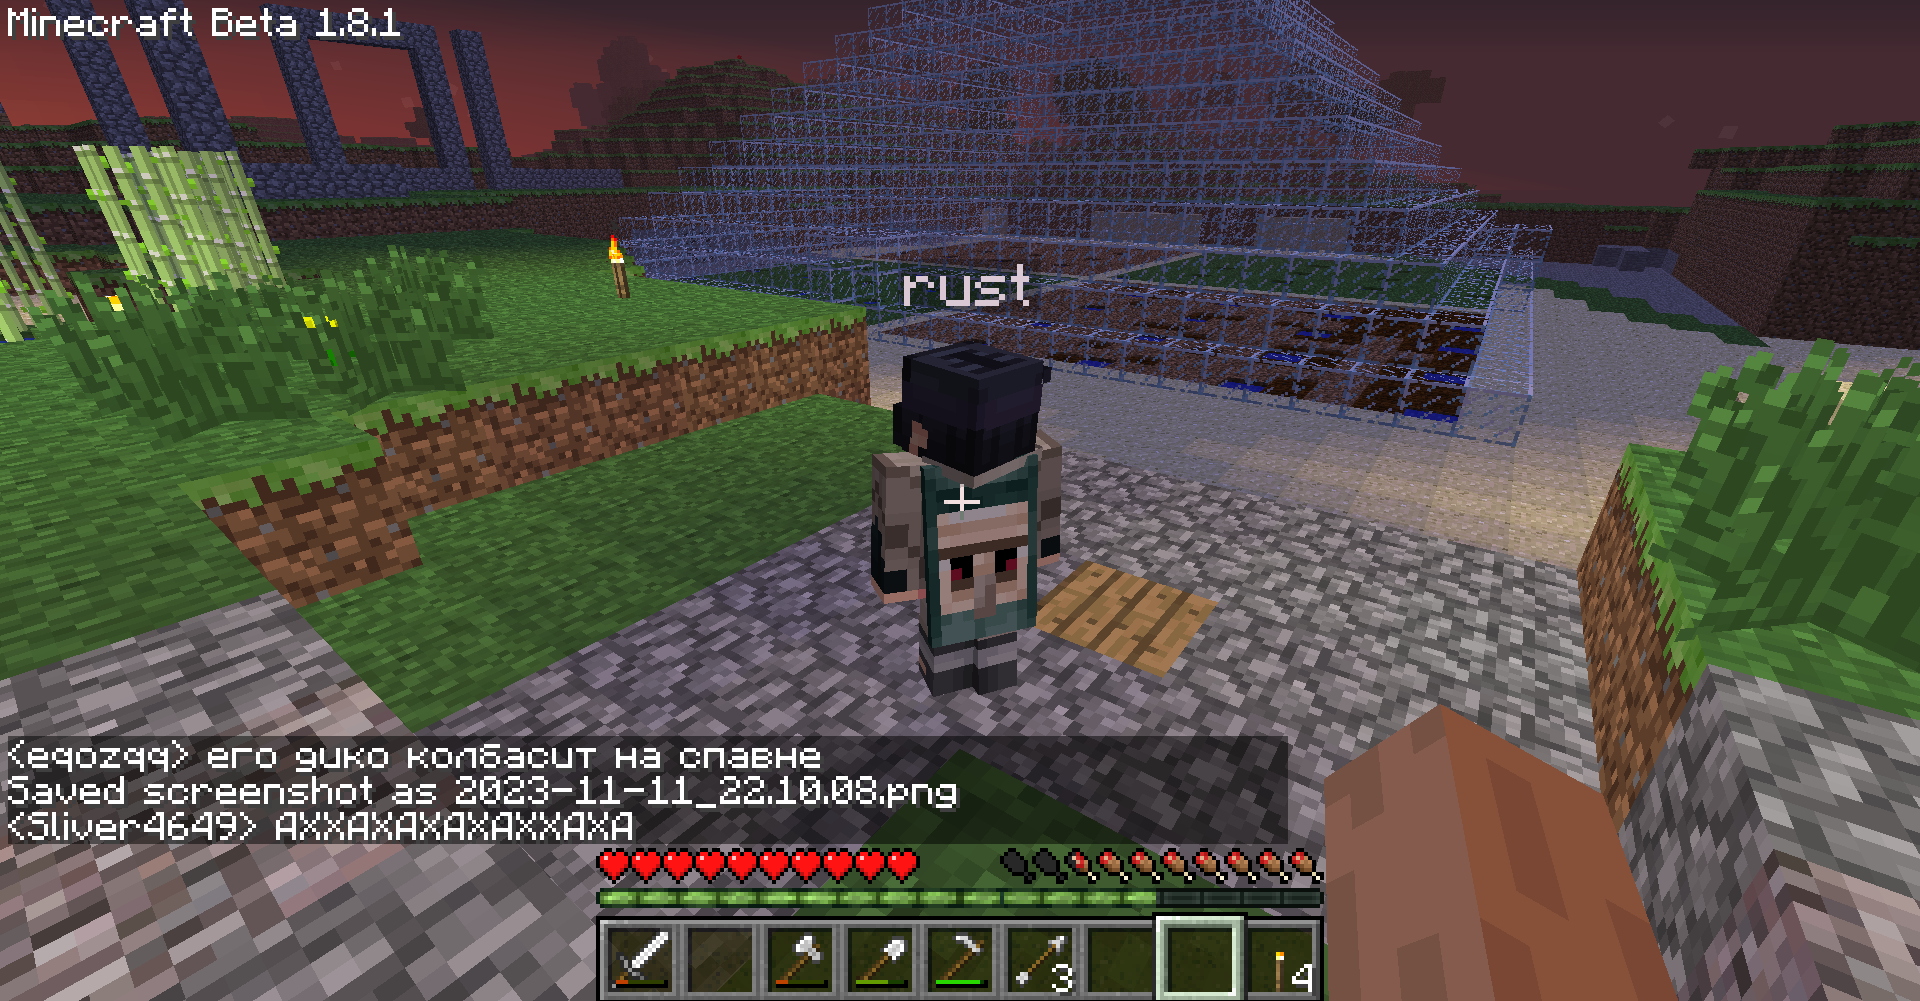 Minecraft Beta 1.8.1
rust
<eqozqq> его дико колбасит на спавне
Saved screenshot as 2023-11-11_22.10.08.png
<Sliver4649> АХХАХАХАХАХХАХА
3
4